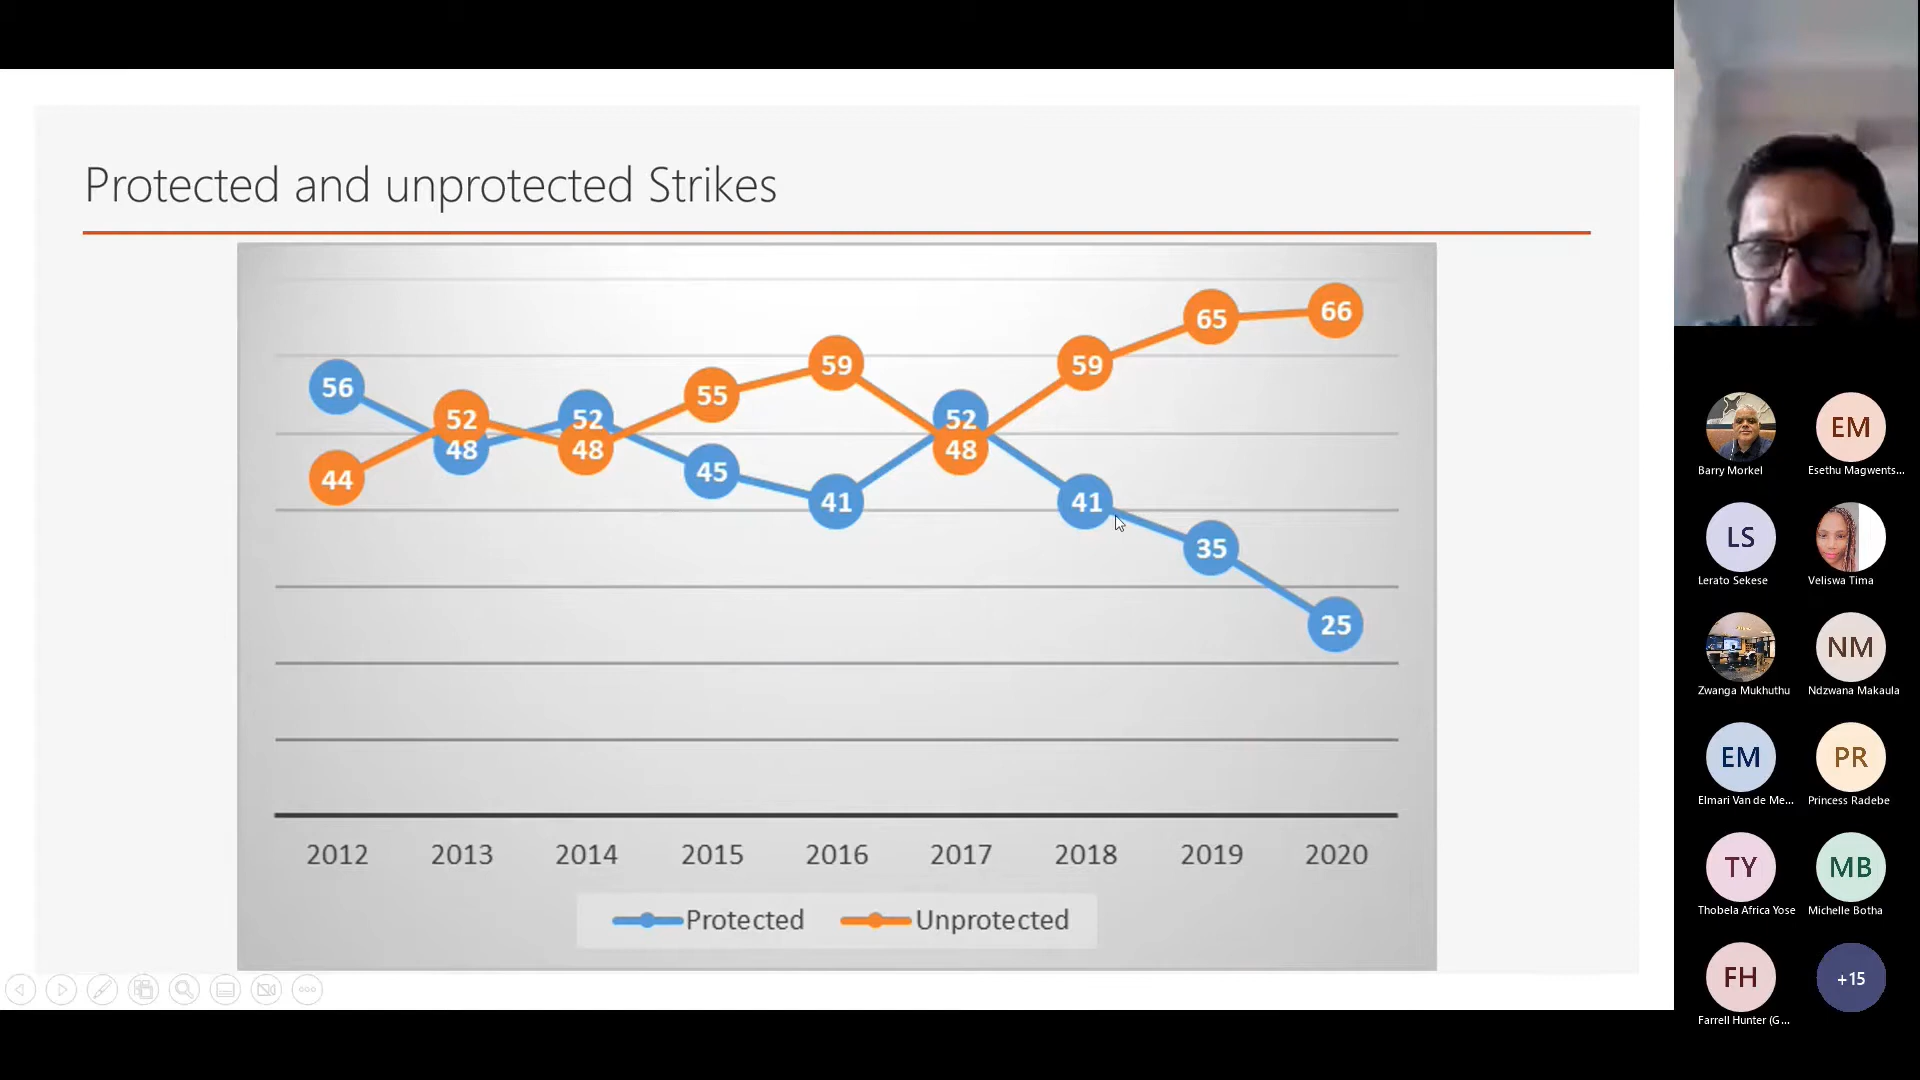 Protected and unprotected Strikes
56
52
52
55
59
52
59
65
66
44
48
48
45
41
48
41
35
25
2012 2013 2014 2015 2016 2017 2018 2019 2020
Protected Unprotected
EM
Barry Morkel Esethu Magwents...
LS
Lerato Sekese Veliswa Tima
NM
Zwanga Mukhuthu Ndzwana Makaula
EM PR
Elmari Van de Me... Princess Radebe
TY MB
Thobela Africa Yose Michelle Botha
FH +15
Farrell Hunter (G...